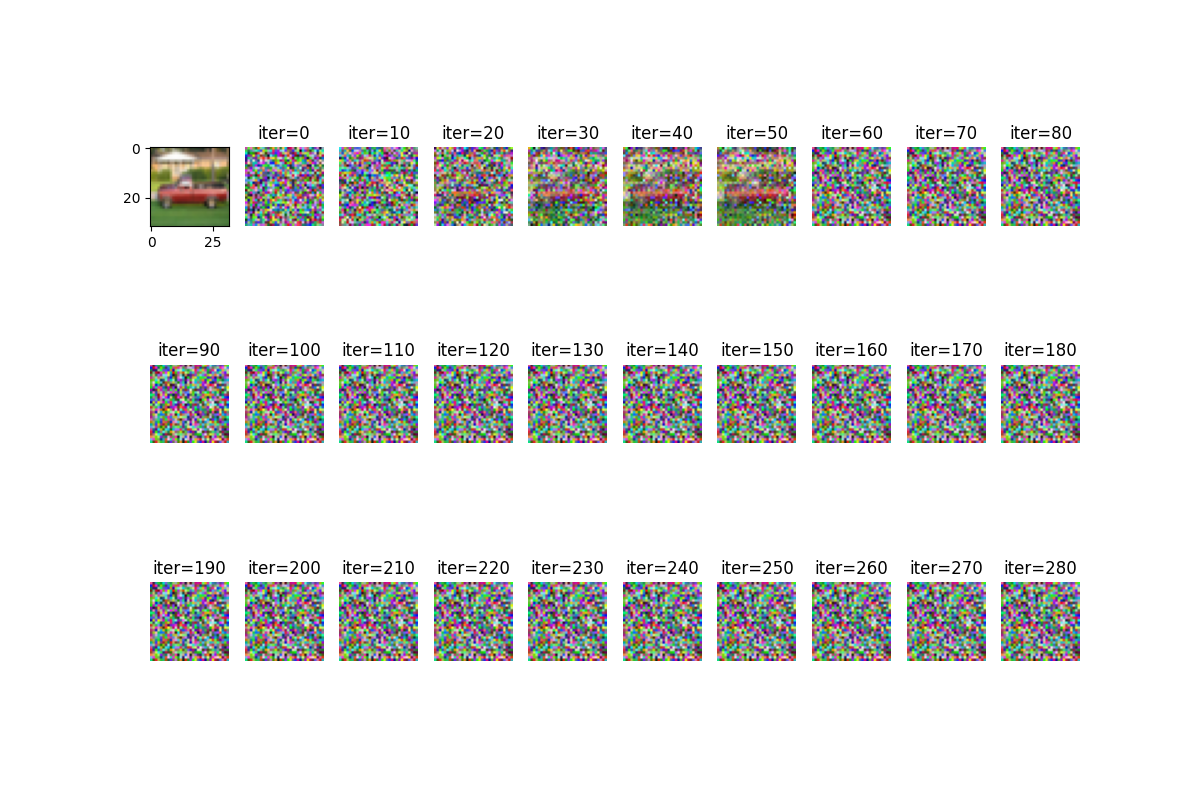 iter=0 iter=10 iter=20 iter=30 iter=40 iter=50 iter=60 iter=70 iter=80
0
20
0 25
iter=90 iter=100 iter=110 iter=120 iter=130 iter=140 iter=150 iter=160 iter=170 iter=180
iter=190 iter=200 iter=210 iter=220 iter=230 iter=240 iter=250 iter=260 iter=270 iter=280